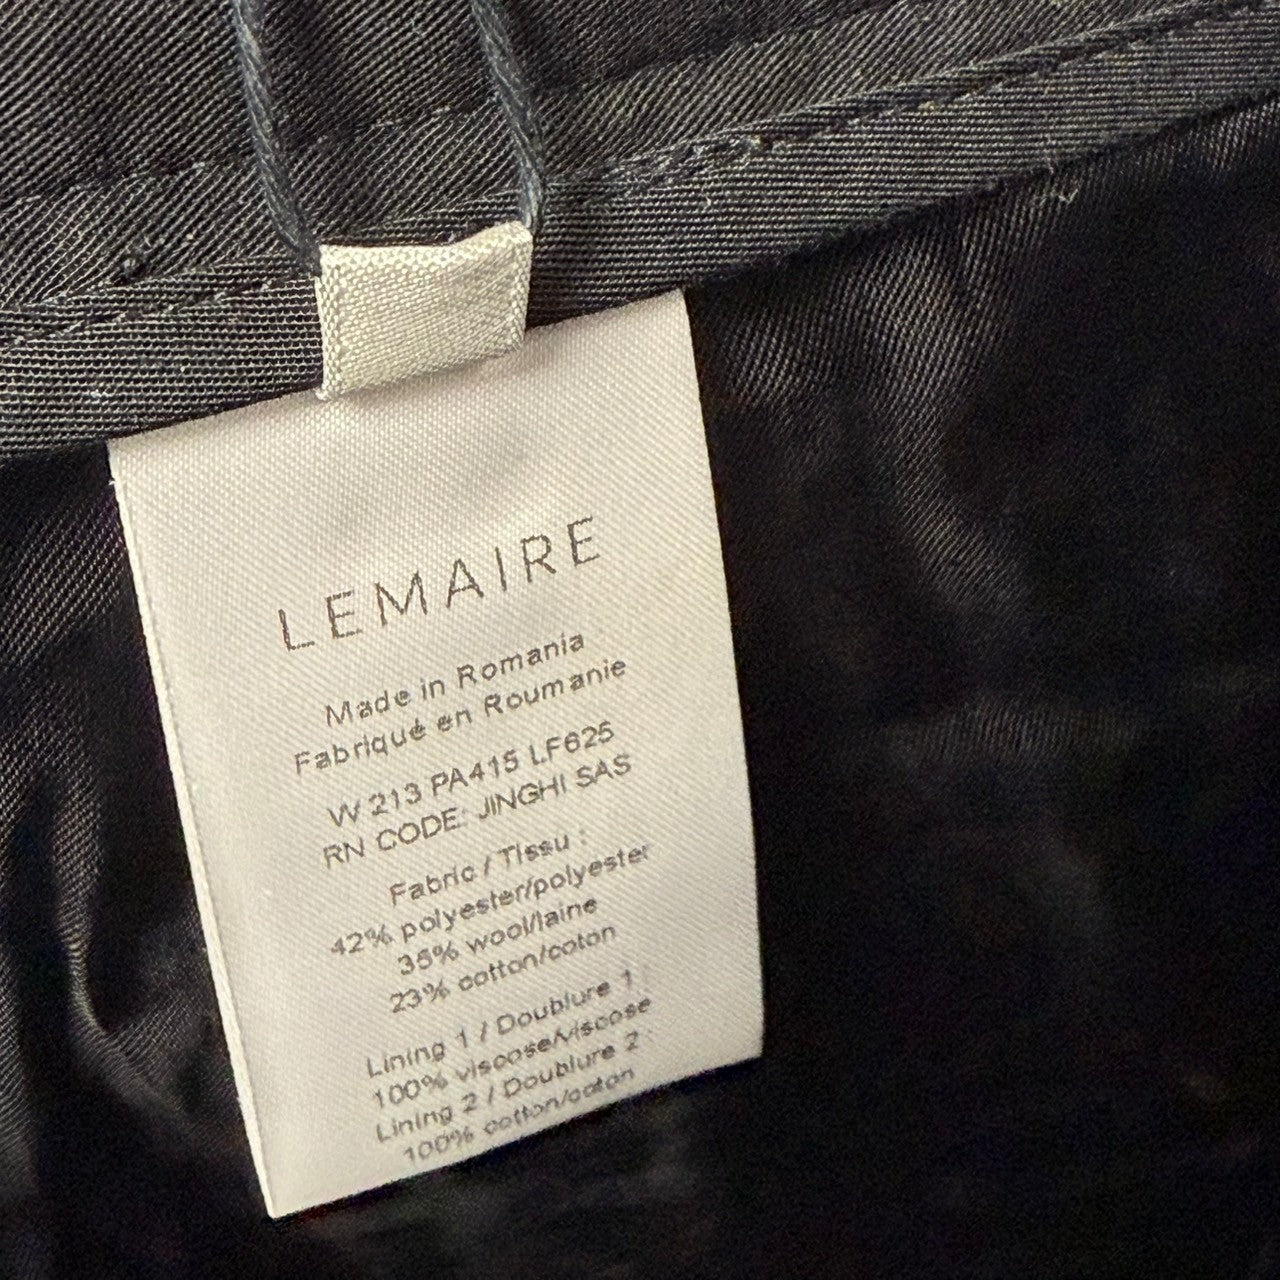 LEMAIRE
Made in Romania
Fabriqué en Roumanie
W 213 PA415 LF625
RN CODE: JINGHI SAS
Fabric / Tissu :
42% polyester/polyester
35% wool/laine
23% cotton/coton
Lining 1 / Doublure 1 :
100% viscose/viscose
Lining 2 / Doublure 2 :
100% cotton/coton